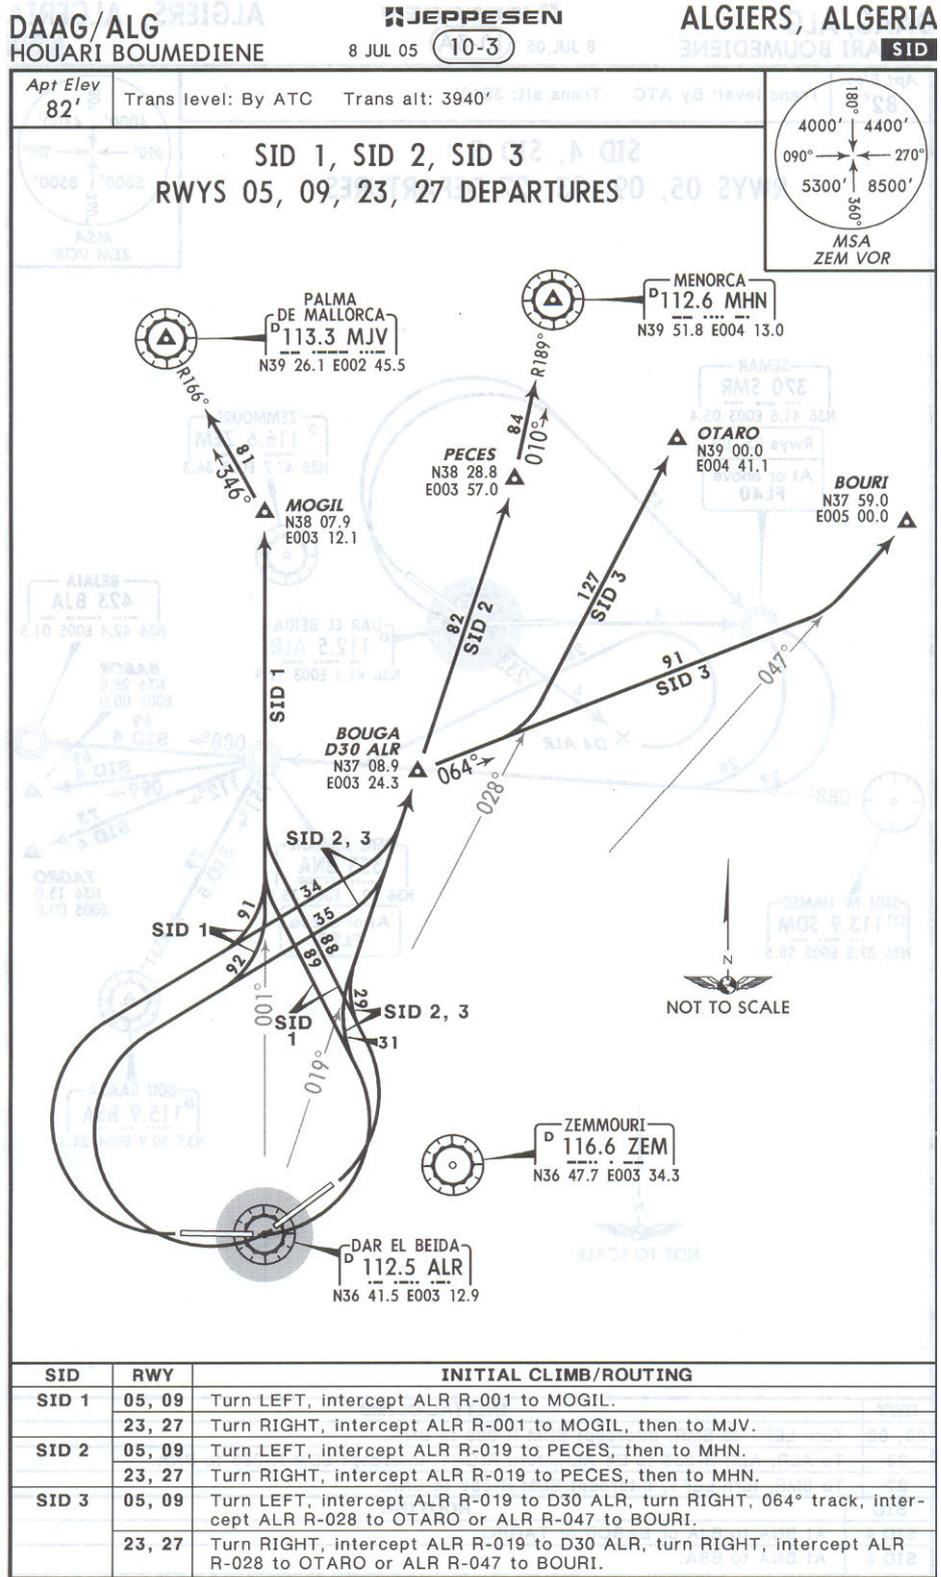 DAAG/ALG
HOUARI BOUMEDIENE
JEPPESEN
8 JUL 05 10-3
ALGIERS, ALGERIA
SID
Apt Elev
82'
Trans level: By ATC Trans alt: 3940'
SID 1, SID 2, SID 3
RWYS 05, 09, 23, 27 DEPARTURES
180°
4000' 4400'
090° 270°
5300' 8500'
360°
MSA
ZEM VOR
PALMA
DE MALLORCA
D 113.3 MJV
N39 26.1 E002 45.5
MENORCA
D 112.6 MHN
N39 51.8 E004 13.0
R166°
R189°
81
346°
84
010°
MOGIL
N38 07.9
E003 12.1
PECES
N38 28.8
E003 57.0
OTARO
N39 00.0
E004 41.1
BOURI
N37 59.0
E005 00.0
SID 1
82
SID 2
127
SID 3
91
SID 3
047°
BOUGA
D30 ALR
N37 08.9
E003 24.3
064°
028°
SID 2, 3
34
35
91
SID 1
92
88
89
001°
SID
1
29
SID 2, 3
31
019°
N
NOT TO SCALE
ZEMMOURI
D 116.6 ZEM
N36 47.7 E003 34.3
DAR EL BEIDA
D 112.5 ALR
N36 41.5 E003 12.9
SID RWY INITIAL CLIMB/ROUTING
SID 1 05, 09 Turn LEFT, intercept ALR R-001 to MOGIL.
23, 27 Turn RIGHT, intercept ALR R-001 to MOGIL, then to MJV.
SID 2 05, 09 Turn LEFT, intercept ALR R-019 to PECES, then to MHN.
23, 27 Turn RIGHT, intercept ALR R-019 to PECES, then to MHN.
SID 3 05, 09 Turn LEFT, intercept ALR R-019 to D30 ALR, turn RIGHT, 064° track, inter-
cept ALR R-028 to OTARO or ALR R-047 to BOURI.
23, 27 Turn RIGHT, intercept ALR R-019 to D30 ALR, turn RIGHT, intercept ALR
R-028 to OTARO or ALR R-047 to BOURI.